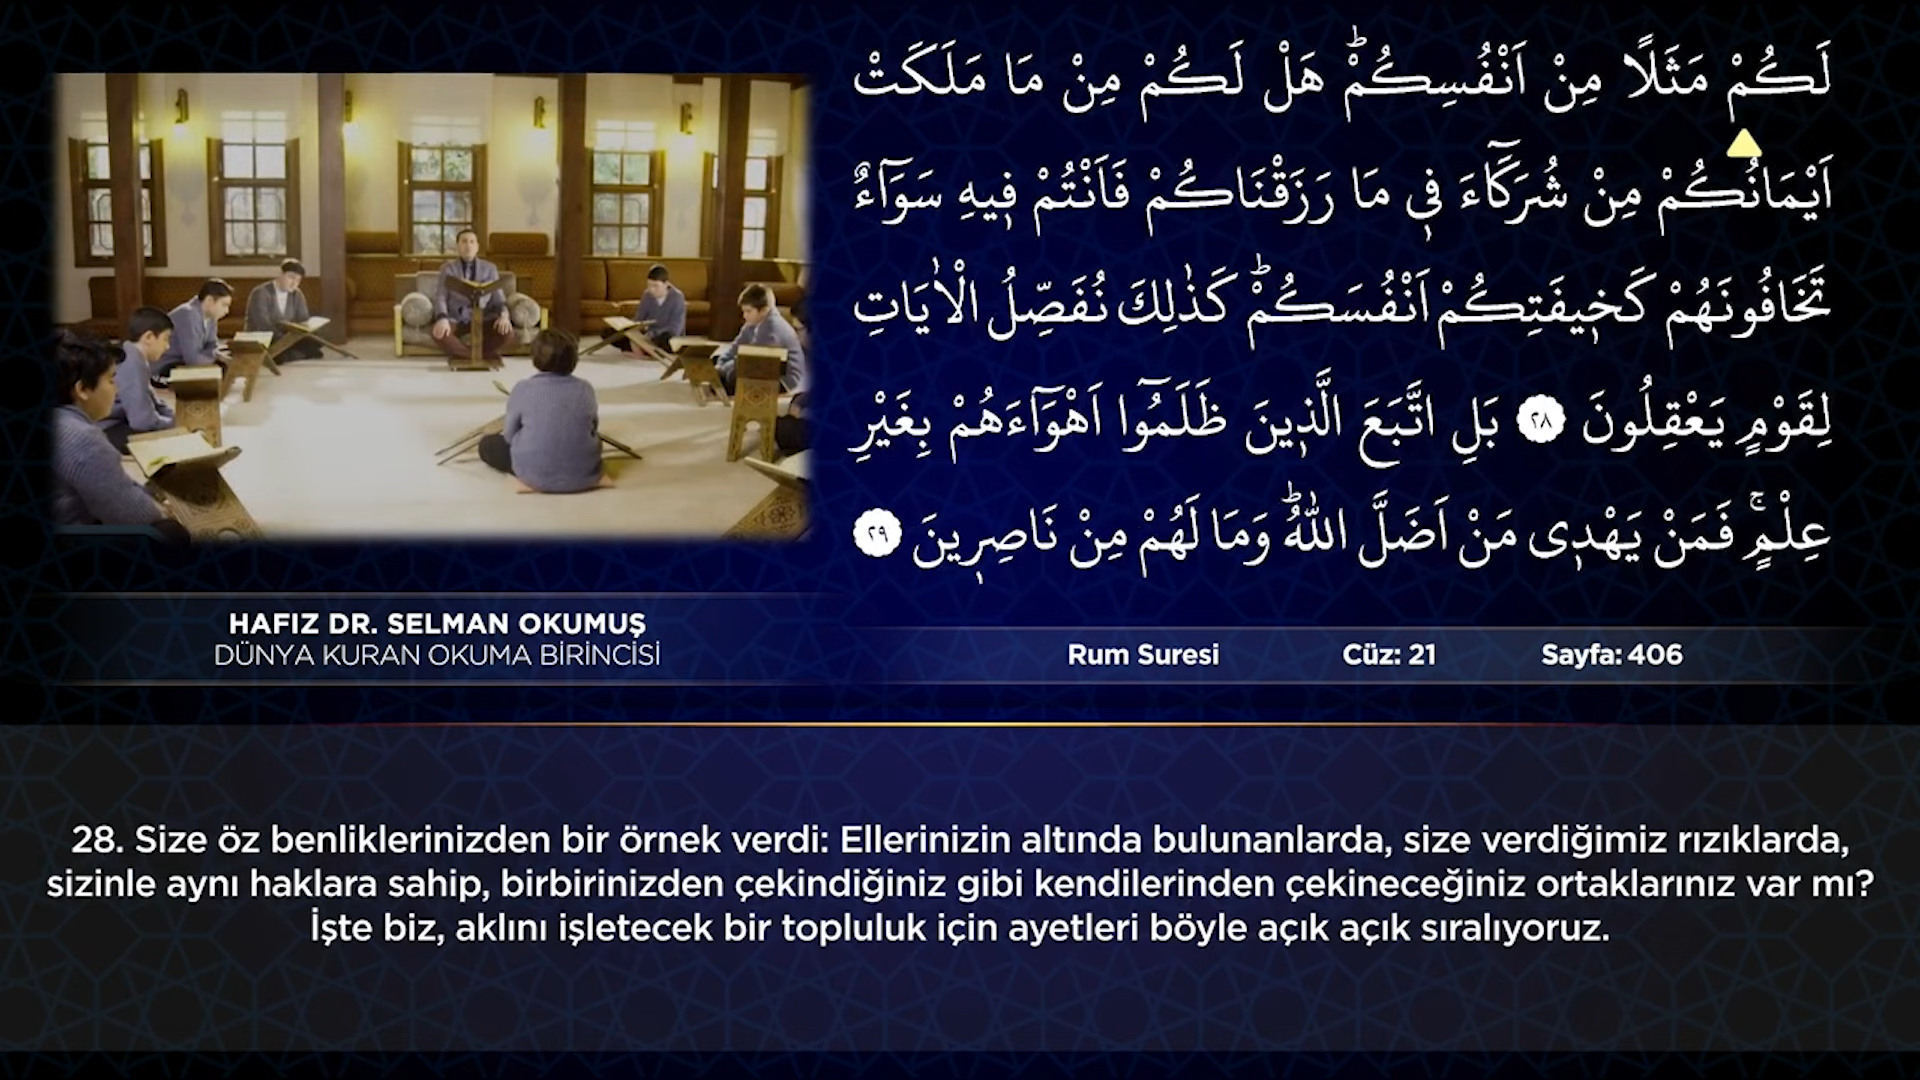 لَكُمْ مَثَلًا مِنْ اَنْفُسِكُمْۜ هَلْ لَكُمْ مِنْ مَا مَلَكَتْ
اَيْمَانُكُمْ مِنْ شُرَكَٓاءَ ف۪ي مَا رَزَقْنَاكُمْ فَاَنْتُمْ ف۪يهِ سَوَٓاءٌ
تَخَافُونَهُمْ كَخ۪يفَتِكُمْ اَنْفُسَكُمْۜ كَذٰلِكَ نُفَصِّلُ الْاٰيَاتِ
لِقَوْمٍ يَعْقِلُونَ ٢٨ بَلِ اتَّبَعَ الَّذ۪ينَ ظَلَمُٓوا اَهْوَٓاءَهُمْ بِغَيْرِ
عِلْمٍۚ فَمَنْ يَهْد۪ي مَنْ اَضَلَّ اللّٰهُۜ وَمَا لَهُمْ مِنْ نَاصِر۪ينَ ٢٩
HAFIZ DR. SELMAN OKUMUŞ
DÜNYA KURAN OKUMA BİRİNCİSİ
Rum Suresi Cüz: 21 Sayfa: 406
28. Size öz benliklerinizden bir örnek verdi: Ellerinizin altında bulunanlarda, size verdiğimiz rızıklarda,
sizinle aynı haklara sahip, birbirinizden çekindiğiniz gibi kendilerinden çekineceğiniz ortaklarınız var mı?
İşte biz, aklını işletecek bir topluluk için ayetleri böyle açık açık sıralıyoruz.